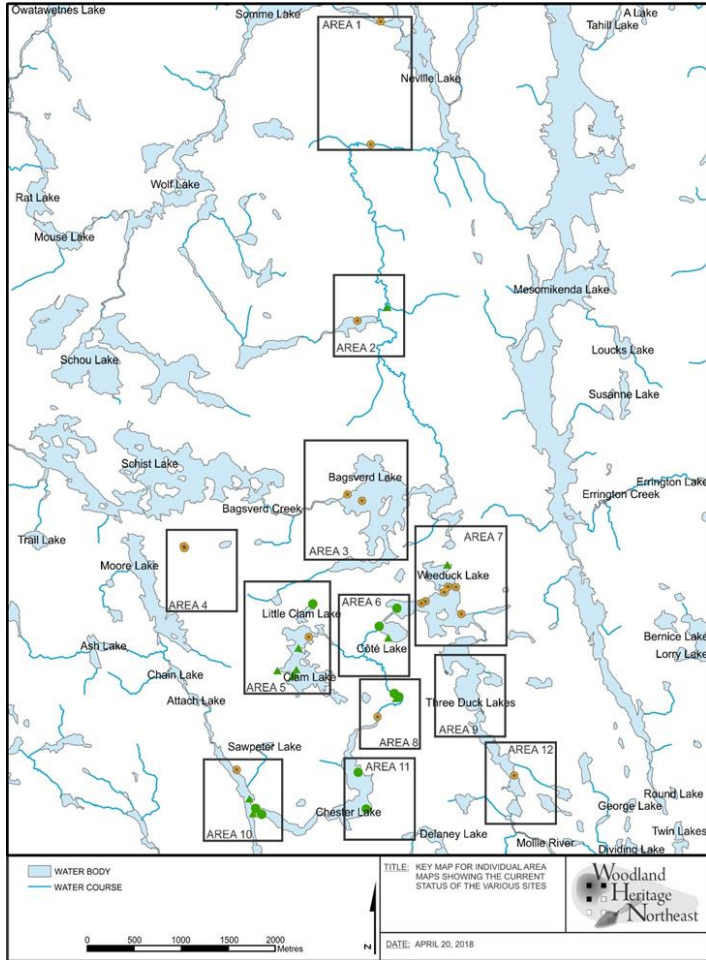 Owatawetnes Lake
Somme Lake
AREA 1
A Lake
Tahill Lake
Neville Lake
Wolf Lake
Rat Lake
Mouse Lake
Mesomikenda Lake
AREA 2
Schou Lake
Loucks Lake
Susanne Lake
Schist Lake
Bagsverd Lake
Errington Lake
Errington Creek
Bagsverd Creek
Trail Lake
AREA 3
AREA 7
Moore Lake
Weeduck Lake
AREA 4
AREA 6
Little Clam Lake
Bernice Lake
Ash Lake
Côté Lake
Lorry Lake
Chain Lake
Clam Lake
AREA 5
Attach Lake
Three Duck Lakes
AREA 8
AREA 9
Sawpeter Lake
AREA 12
AREA 11
Round Lake
Chester Lake
George Lake
AREA 10
Delaney Lake
Twin Lakes
Mollie River
Dividing Lake
WATER BODY
WATER COURSE
0 500 1000 1500 2000
Metres
N
TITLE: KEY MAP FOR INDIVIDUAL AREA
MAPS SHOWING THE CURRENT
STATUS OF THE VARIOUS SITES
DATE: APRIL 20, 2018
Woodland
Heritage
Northeast